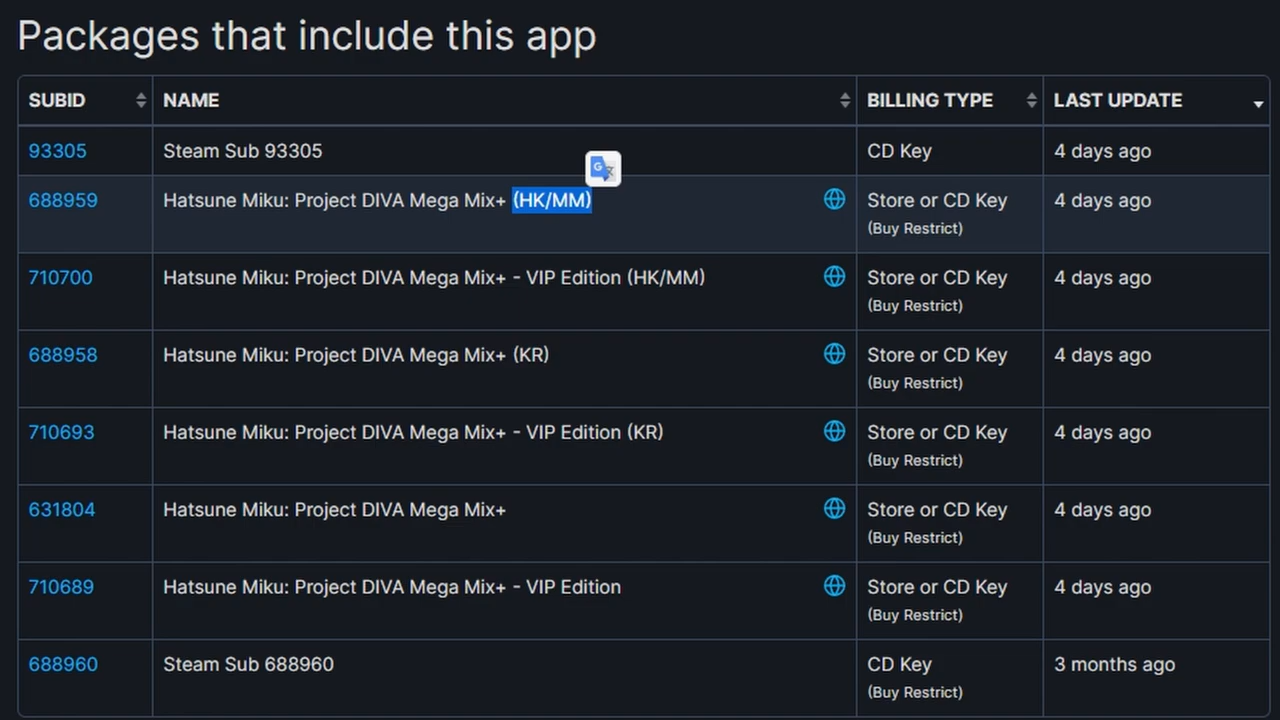 Packages that include this app
SUBID NAME BILLING TYPE LAST UPDATE
93305 Steam Sub 93305 CD Key 4 days ago
688959 Hatsune Miku: Project DIVA Mega Mix+ (HK/MM) Store or CD Key 4 days ago
(Buy Restrict)
710700 Hatsune Miku: Project DIVA Mega Mix+ - VIP Edition (HK/MM) Store or CD Key 4 days ago
(Buy Restrict)
688958 Hatsune Miku: Project DIVA Mega Mix+ (KR) Store or CD Key 4 days ago
(Buy Restrict)
710693 Hatsune Miku: Project DIVA Mega Mix+ - VIP Edition (KR) Store or CD Key 4 days ago
(Buy Restrict)
631804 Hatsune Miku: Project DIVA Mega Mix+ Store or CD Key 4 days ago
(Buy Restrict)
710689 Hatsune Miku: Project DIVA Mega Mix+ - VIP Edition Store or CD Key 4 days ago
(Buy Restrict)
688960 Steam Sub 688960 CD Key 3 months ago
(Buy Restrict)